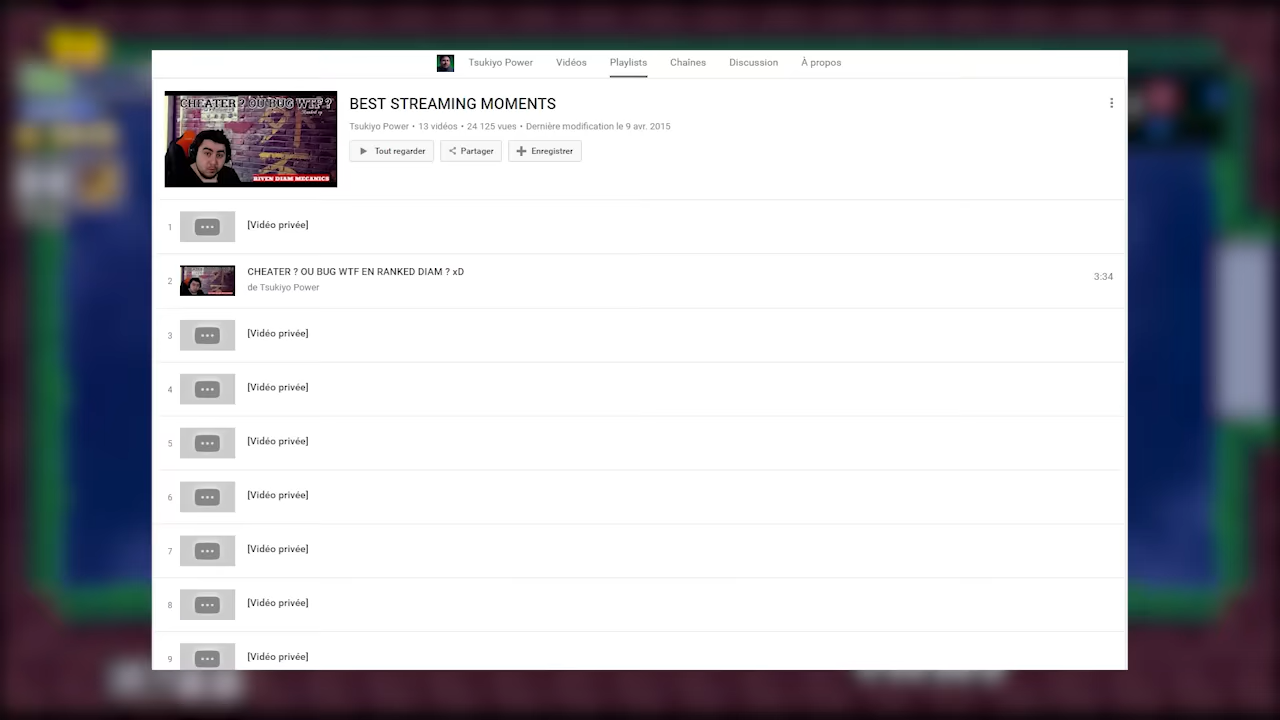 Tsukiyo Power Vidéos Playlists Chaînes Discussion À propos
CHEATER ? OU BUG WTF ?
Ranked xp
RIVEN DIAM MECANICS
BEST STREAMING MOMENTS
Tsukiyo Power • 13 vidéos • 24 125 vues • Dernière modification le 9 avr. 2015
Tout regarder Partager Enregistrer
1 [Vidéo privée]
2 CHEATER ? OU BUG WTF EN RANKED DIAM ? xD 3:34
de Tsukiyo Power
3 [Vidéo privée]
4 [Vidéo privée]
5 [Vidéo privée]
6 [Vidéo privée]
7 [Vidéo privée]
8 [Vidéo privée]
9 [Vidéo privée]